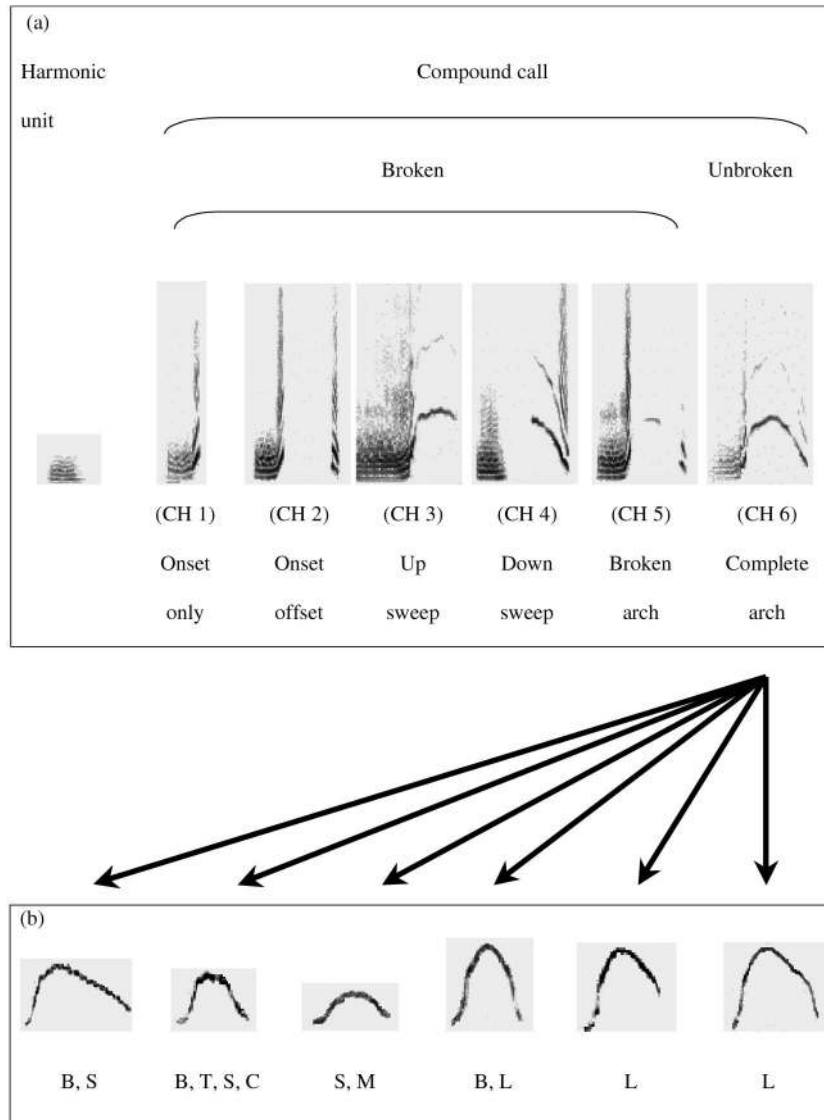 (a)
Harmonic
unit
Compound call
Broken
Unbroken
(CH 1)
(CH 2)
(CH 3)
(CH 4)
(CH 5)
(CH 6)
Onset
Onset
Up
Down
Broken
Complete
only
offset
sweep
sweep
arch
arch
(b)
B, S
B, T, S, C
S, M
B, L
L
L